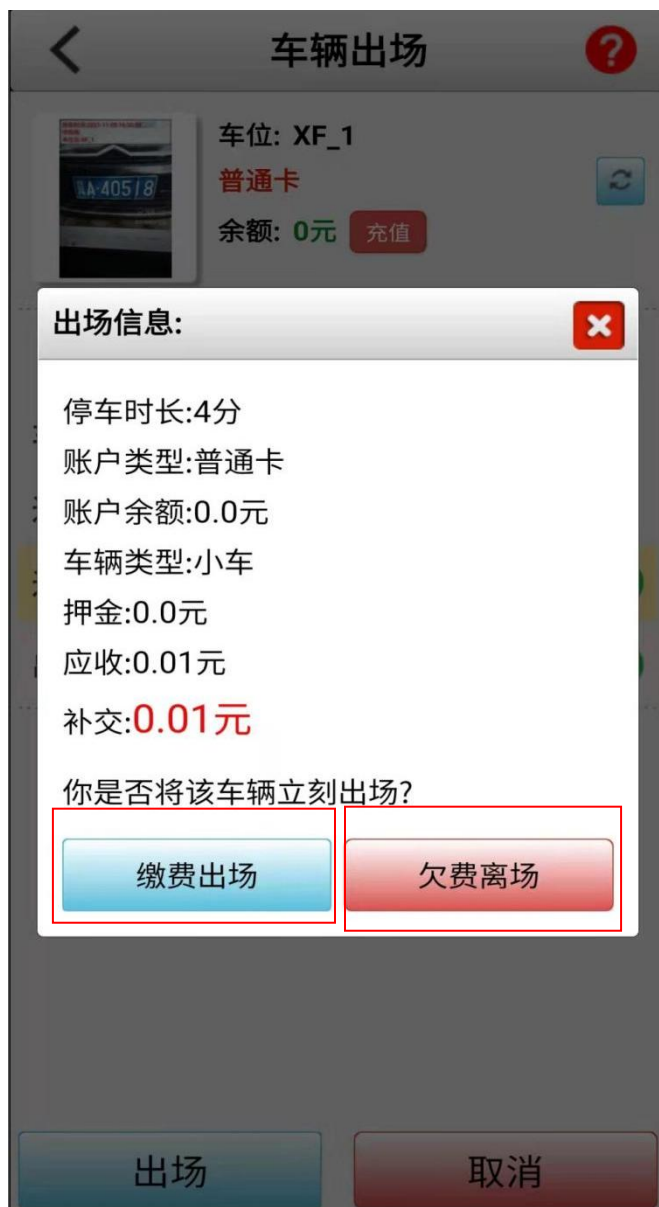 车辆出场
?
车位: XF_1
普通卡
余额: 0元 充值
A·405J8
出场信息:
停车时长:4分
账户类型:普通卡
账户余额:0.0元
车辆类型:小车
押金:0.0元
应收:0.01元
补交:0.01元
你是否将该车辆立刻出场?
缴费出场 欠费离场
出场 取消